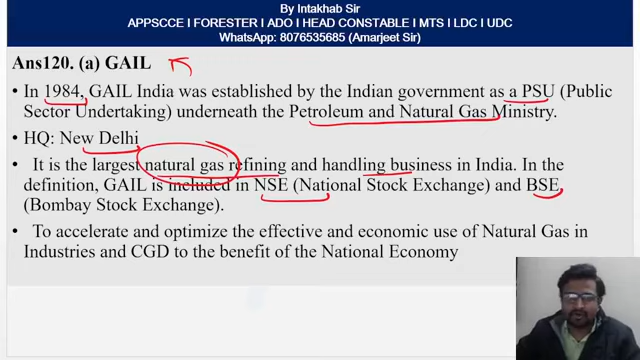 By Intakhab Sir
APPSCCE I FORESTER I ADO I HEAD CONSTABLE I MTS I LDC I UDC
WhatsApp: 8076535685 (Amarjeet Sir)
Ans120. (a) GAIL
• In 1984, GAIL India was established by the Indian government as a PSU (Public
Sector Undertaking) underneath the Petroleum and Natural Gas Ministry.
• HQ: New Delhi
• It is the largest natural gas refining and handling business in India. In the
definition, GAIL is included in NSE (National Stock Exchange) and BSE
(Bombay Stock Exchange).
• To accelerate and optimize the effective and economic use of Natural Gas in
Industries and CGD to the benefit of the National Economy